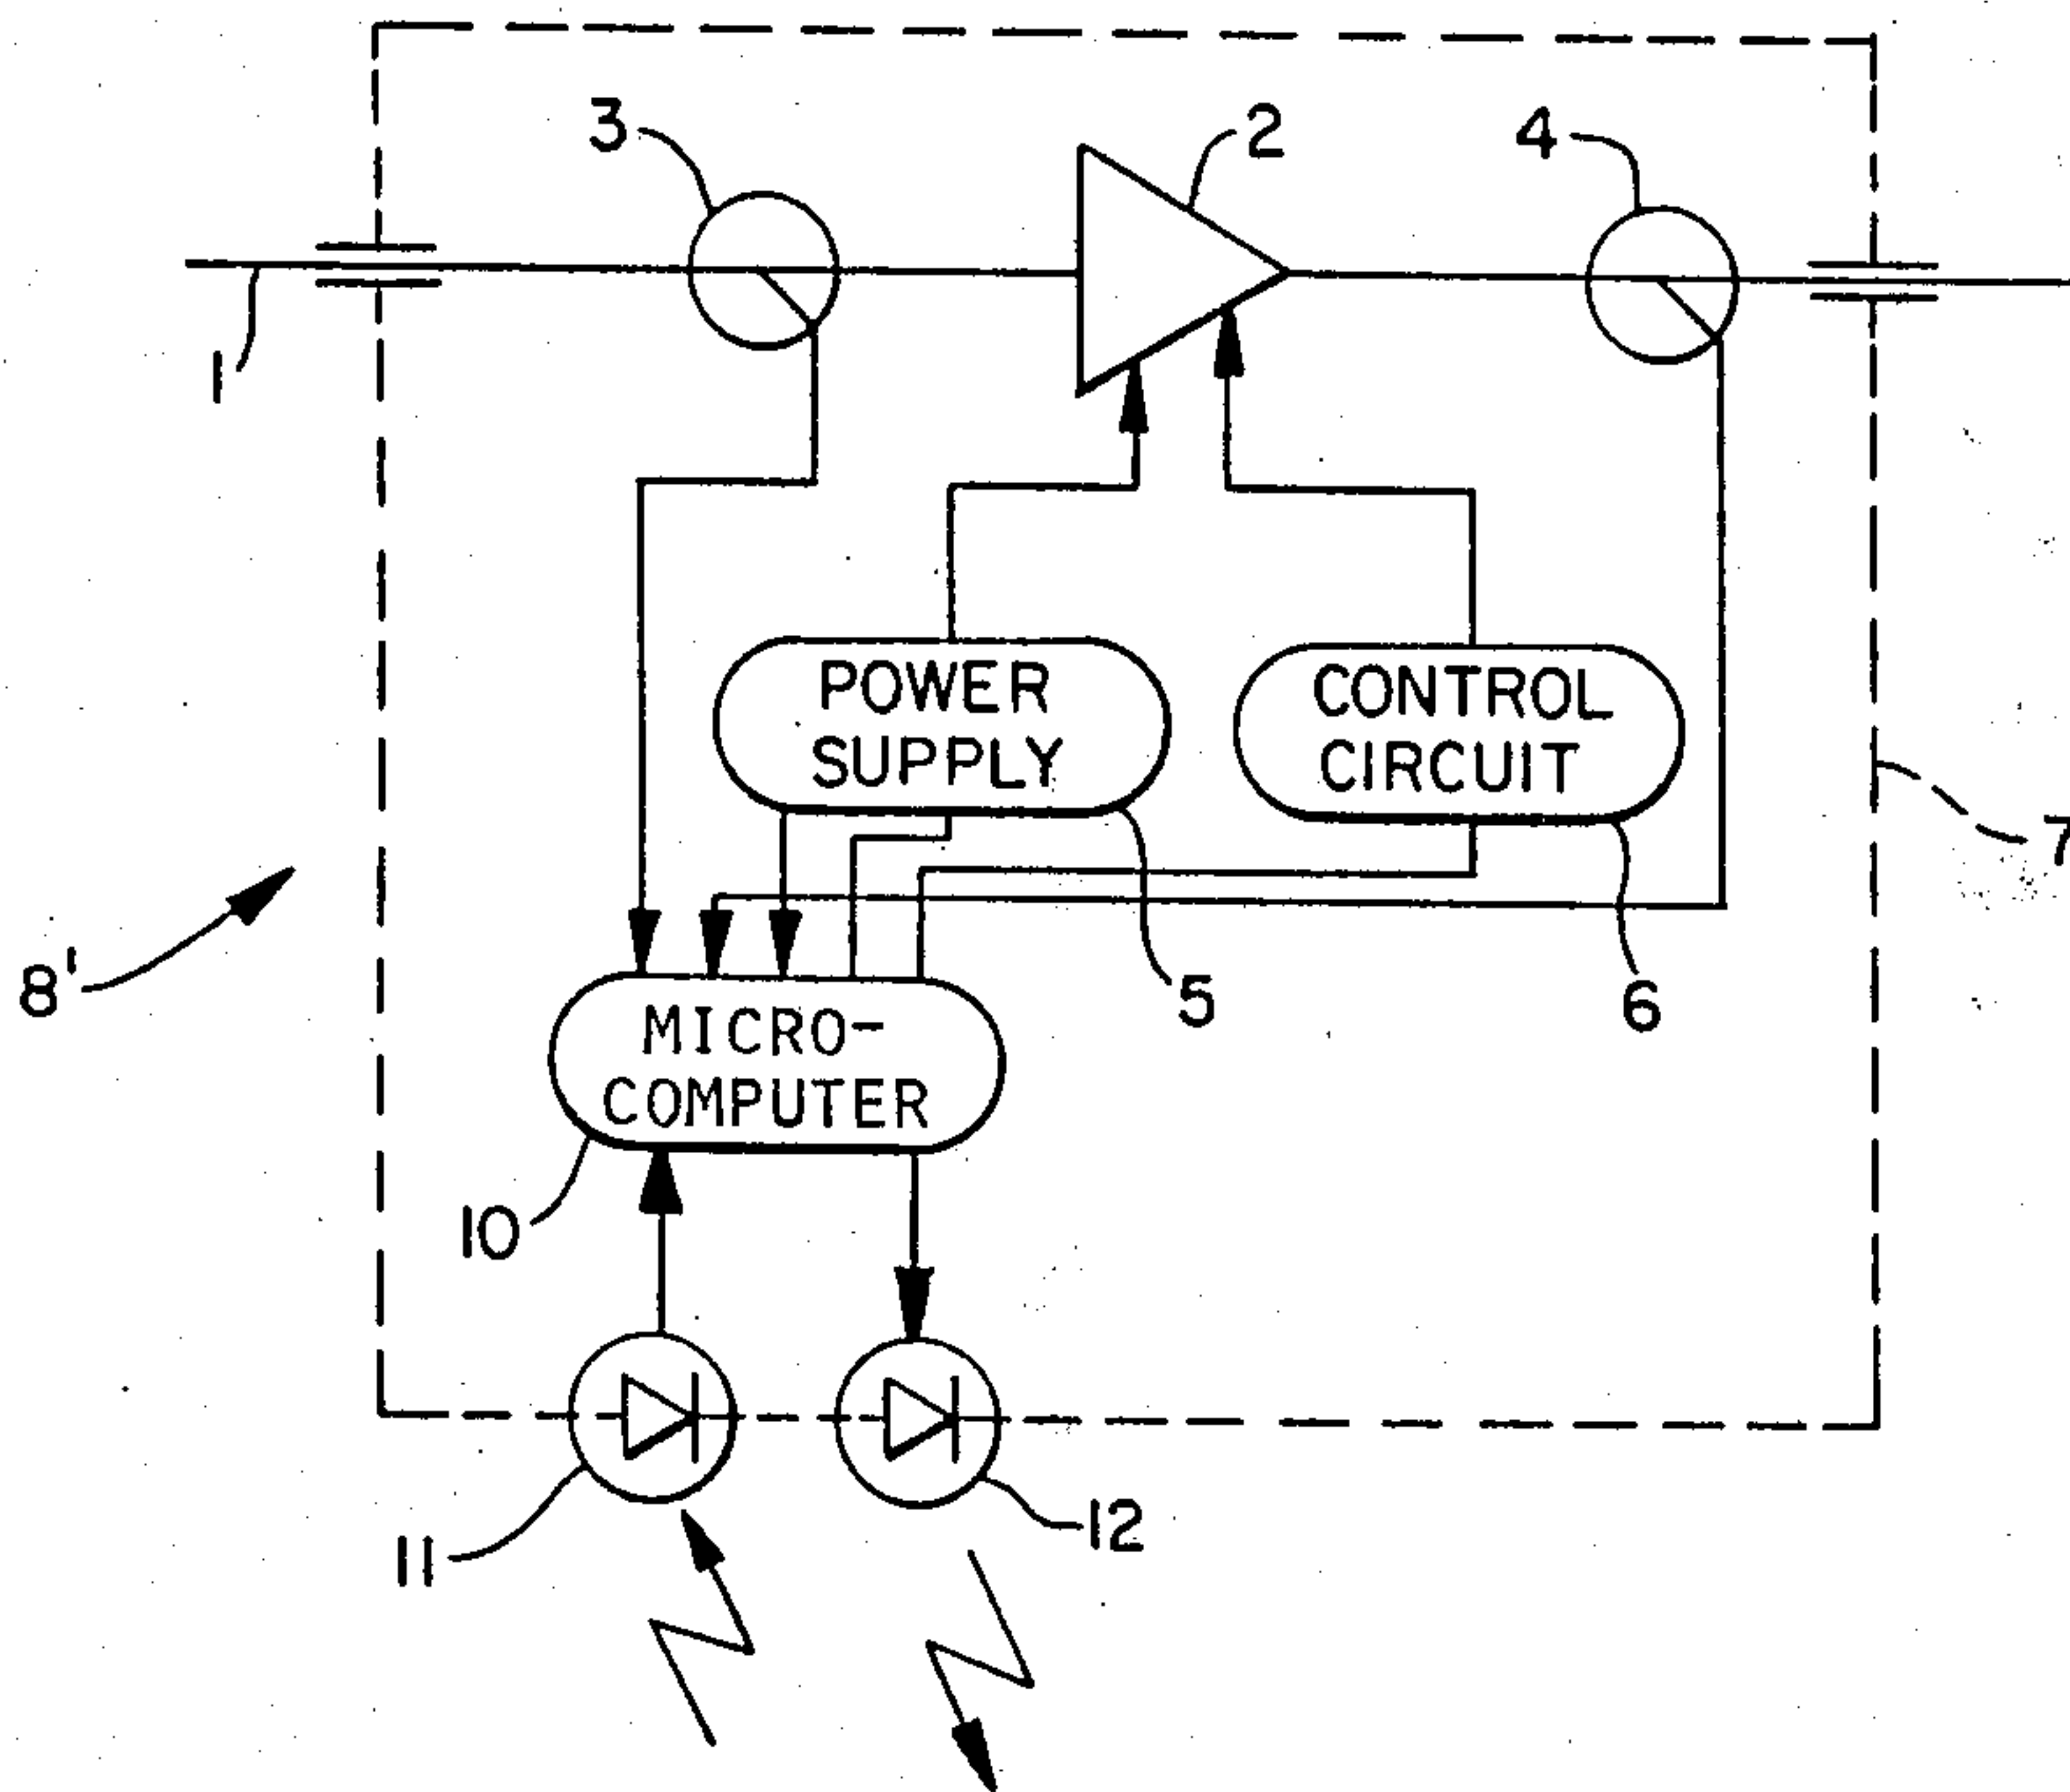 3
2
4
1
POWER
SUPPLY
CONTROL
CIRCUIT
7
8'
5
6
MICRO-
COMPUTER
10
11
12